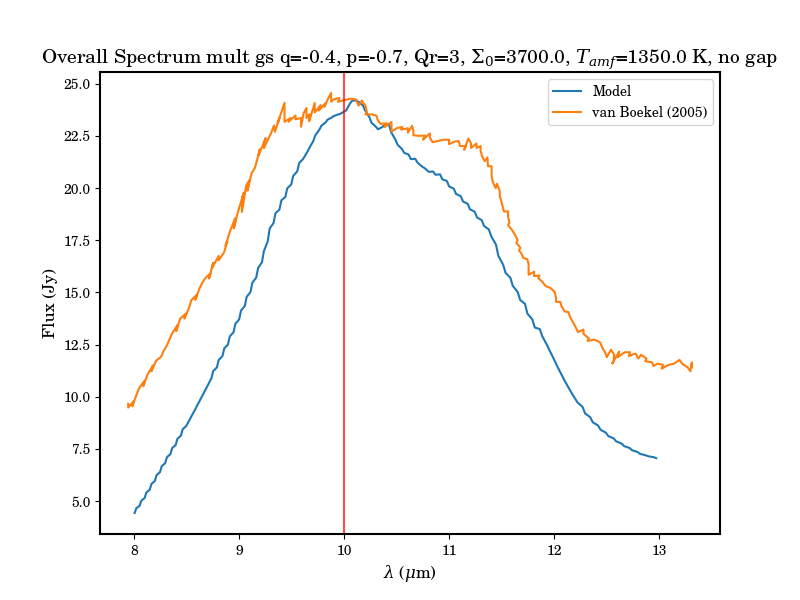 Overall Spectrum mult gs q=-0.4, p=-0.7, Qr=3, Σ₀=3700.0, T_amf=1350.0 K, no gap
25.0
22.5
20.0
17.5
15.0
12.5
10.0
7.5
5.0
Flux (Jy)
Model
van Boekel (2005)
8 9 10 11 12 13
λ (μm)